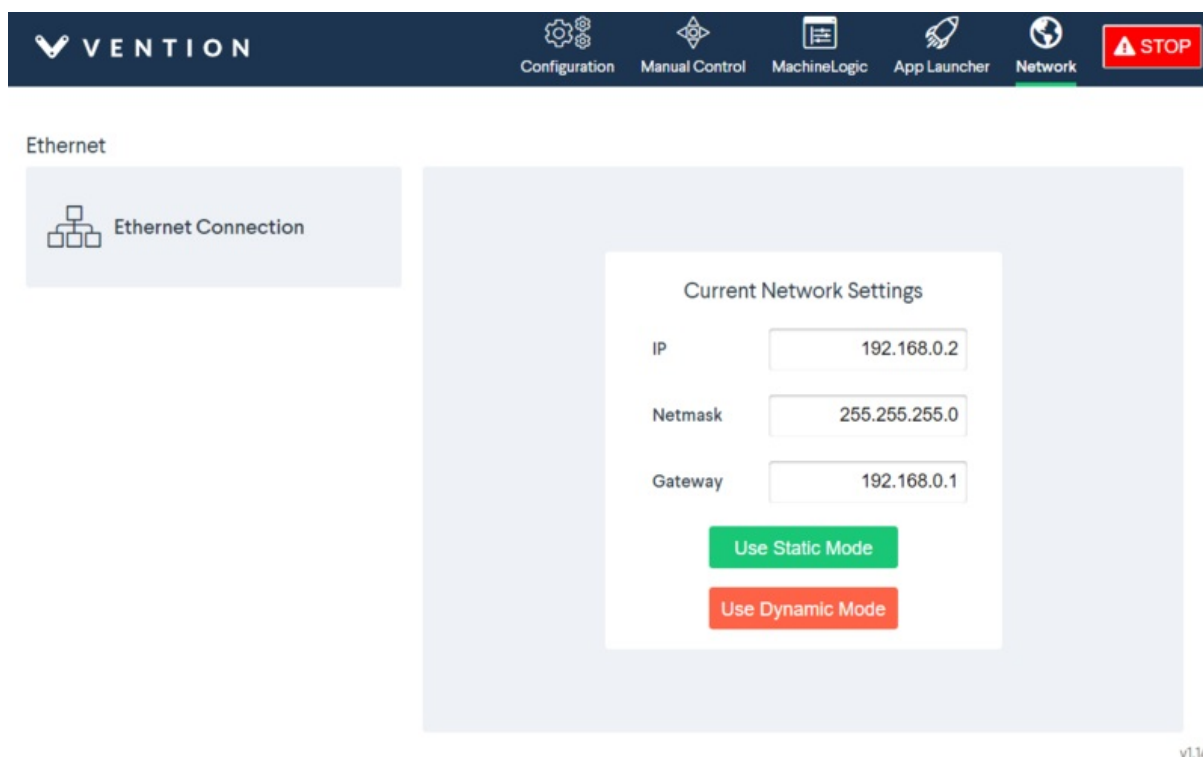 VENTION
Configuration
Manual Control
MachineLogic
App Launcher
Network
STOP
Ethernet
Ethernet Connection
Current Network Settings
IP 192.168.0.2
Netmask 255.255.255.0
Gateway 192.168.0.1
Use Static Mode
Use Dynamic Mode